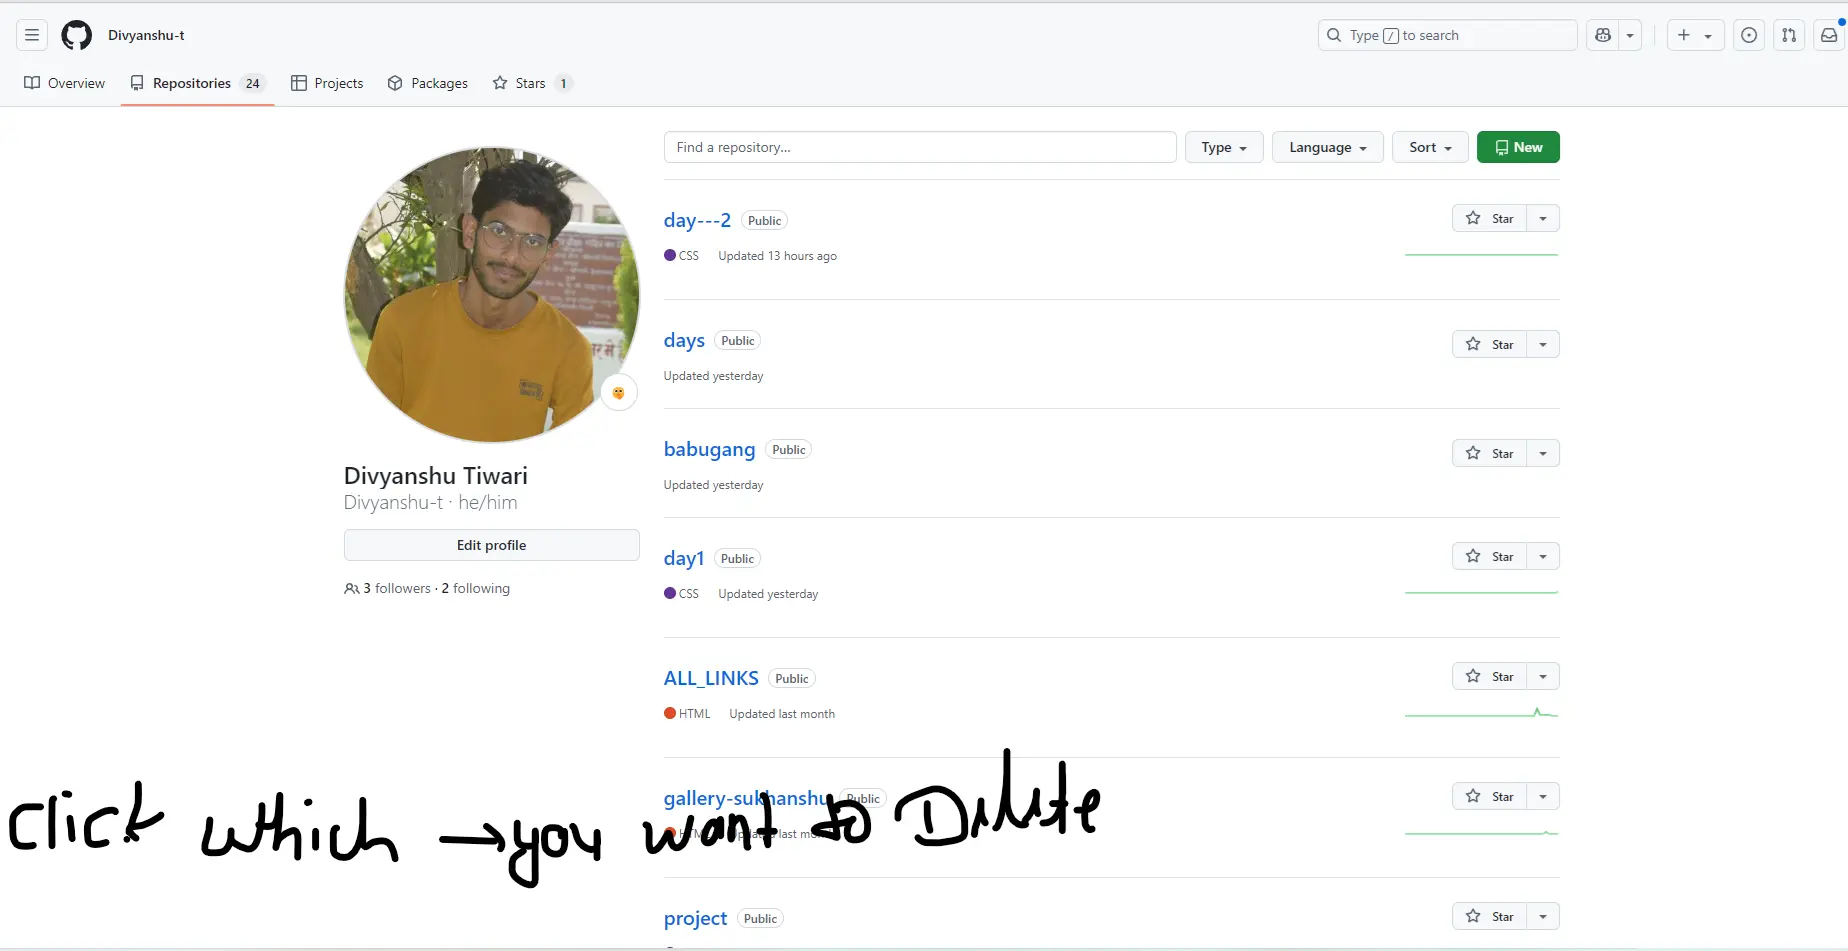 Divyanshu-t
Type / to search
Overview
Repositories 24
Projects
Packages
Stars 1
Find a repository...
Type
Language
Sort
New
day---2 Public
Star
CSS Updated 13 hours ago
days Public
Star
Updated yesterday
babugang Public
Star
Updated yesterday
Divyanshu Tiwari
Divyanshu-t · he/him
Edit profile
3 followers · 2 following
day1 Public
Star
CSS Updated yesterday
ALL_LINKS Public
Star
HTML Updated last month
gallery-sukhanshu Public
Star
HTML Updated last month
Click which →you want to Dilite
project Public
Star